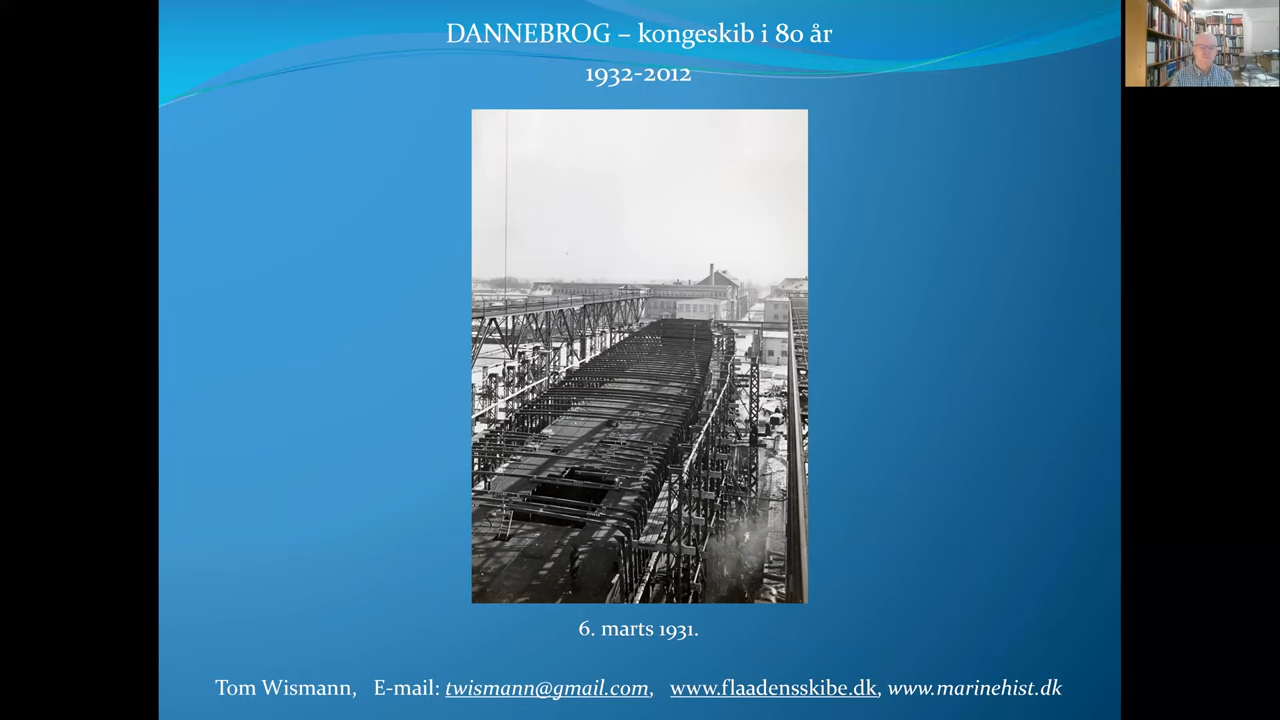 DANNEBROG – kongeskib i 80 år
1932-2012
6. marts 1931.
Tom Wismann, E-mail: twismann@gmail.com, www.flaadensskibe.dk, www.marinehist.dk